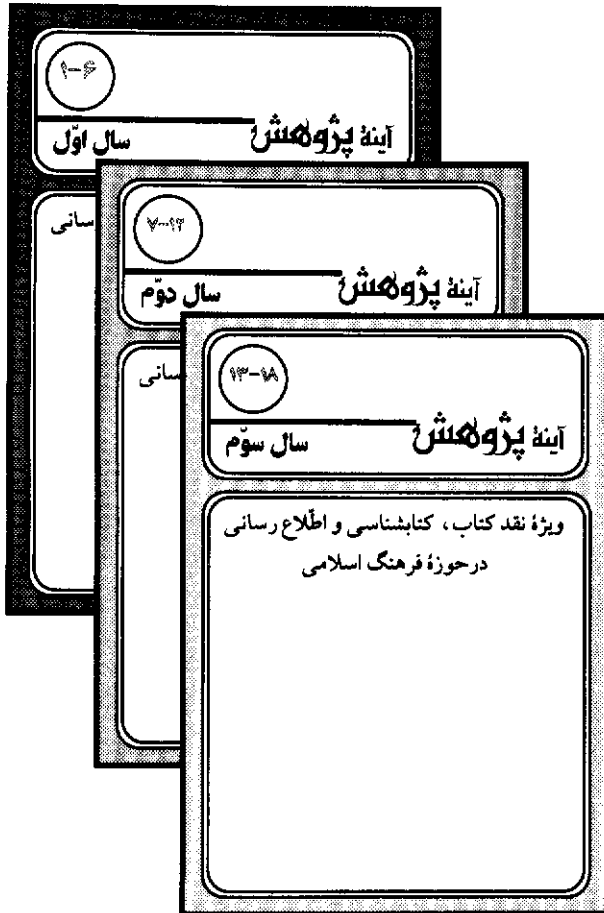 ۱-۶
آینهٔ پژوهش
سال اوّل
سانی
۷-۱۲
آینهٔ پژوهش
سال دوّم
سانی
۱۳-۱۸
آینهٔ پژوهش
سال سوّم
ویژهٔ نقد کتاب، کتابشناسی و اطّلاع رسانی
درحوزهٔ فرهنگ اسلامی